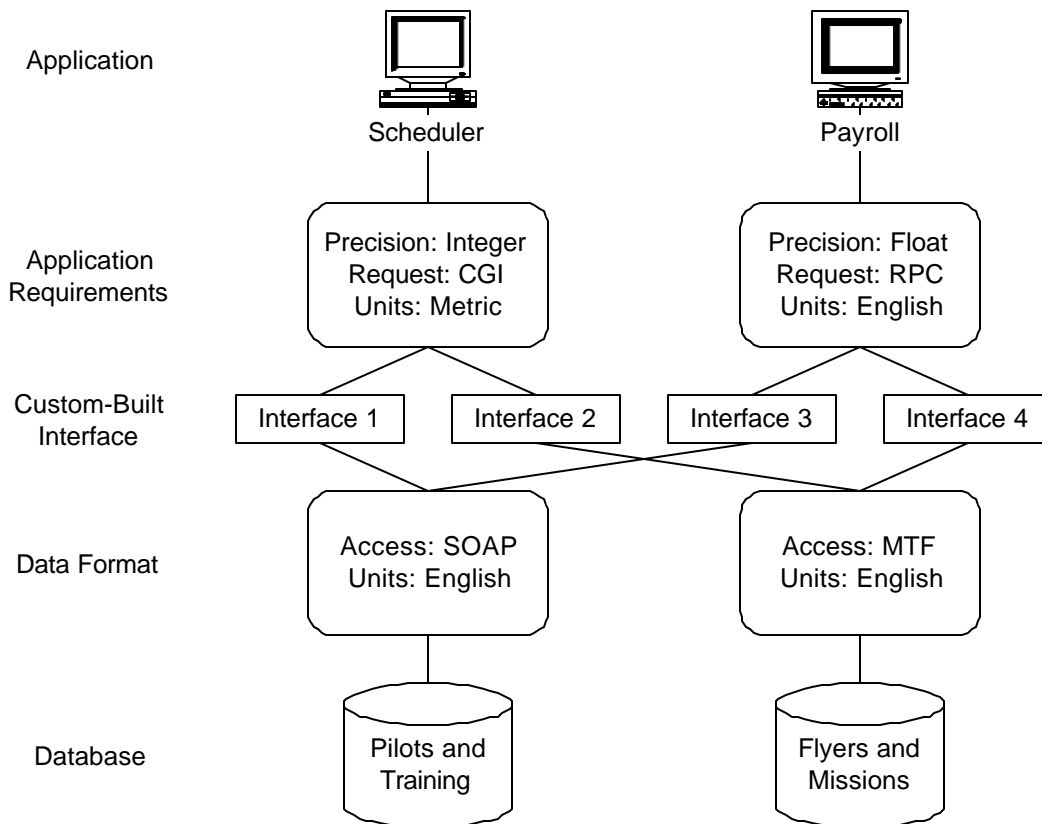 Application
Scheduler
Payroll
Application
Requirements
Precision: Integer
Request: CGI
Units: Metric
Precision: Float
Request: RPC
Units: English
Custom-Built
Interface
Interface 1
Interface 2
Interface 3
Interface 4
Data Format
Access: SOAP
Units: English
Access: MTF
Units: English
Database
Pilots and
Training
Flyers and
Missions